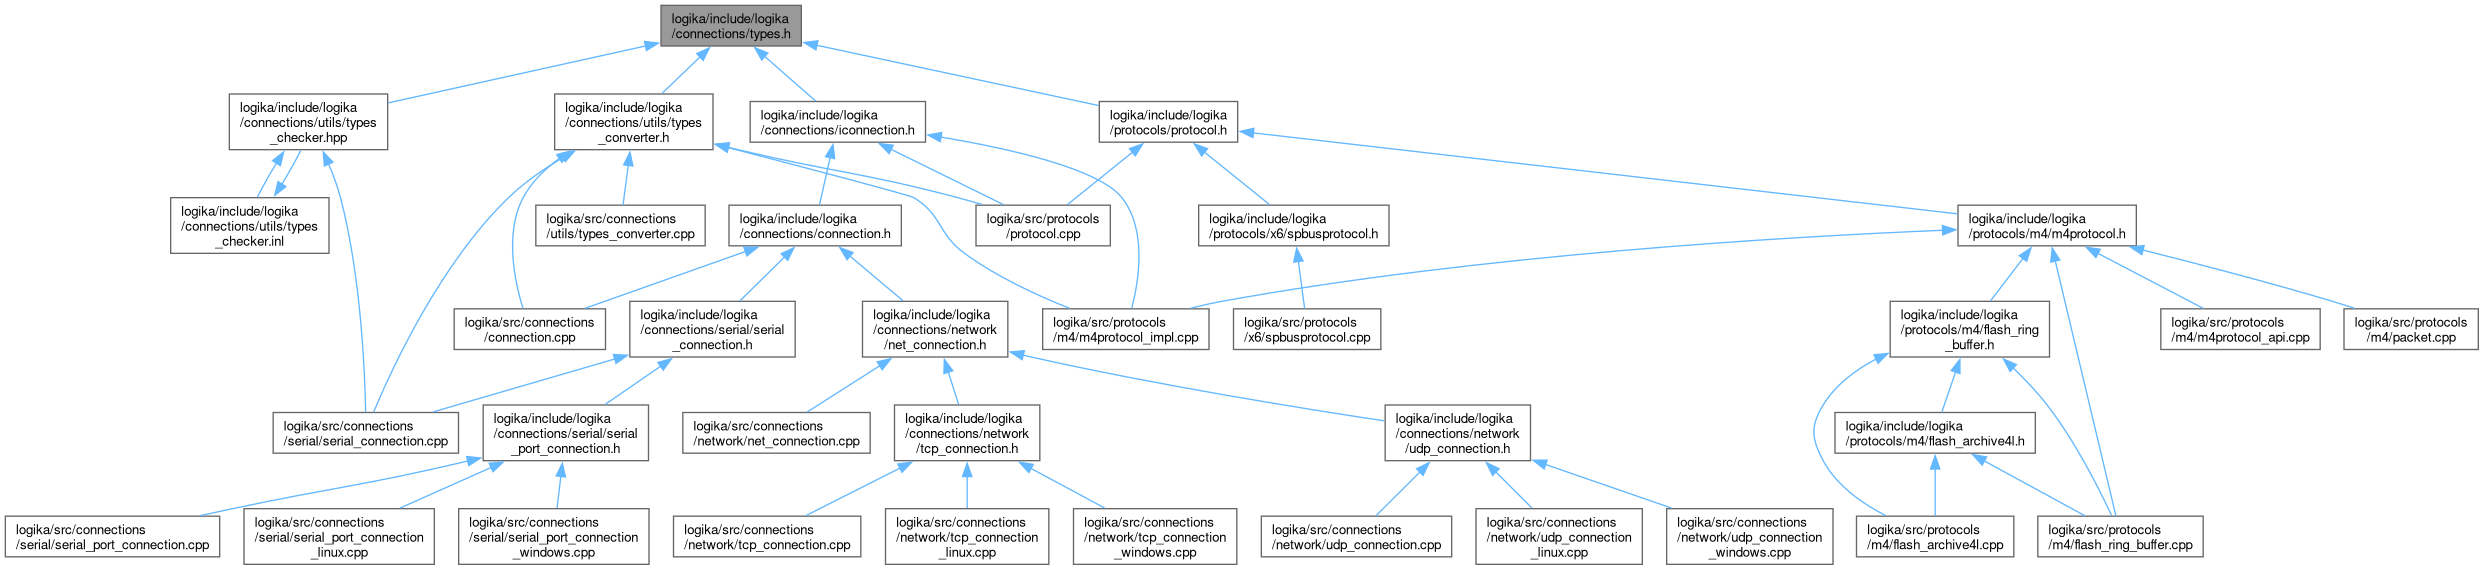 logika/include/logika
/connections/types.h
logika/include/logika
/connections/utils/types
_checker.hpp
logika/include/logika
/connections/utils/types
_converter.h
logika/include/logika
/connections/iconnection.h
logika/include/logika
/protocols/protocol.h
logika/include/logika
/connections/utils/types
_checker.inl
logika/src/connections
/utils/types_converter.cpp
logika/include/logika
/connections/connection.h
logika/src/protocols
/protocol.cpp
logika/include/logika
/protocols/x6/spbusprotocol.h
logika/include/logika
/protocols/m4/m4protocol.h
logika/src/connections
/connection.cpp
logika/include/logika
/connections/serial/serial
_connection.h
logika/include/logika
/connections/network
/net_connection.h
logika/src/protocols
/m4/m4protocol_impl.cpp
logika/src/protocols
/x6/spbusprotocol.cpp
logika/include/logika
/protocols/m4/flash_ring
_buffer.h
logika/src/protocols
/m4/m4protocol_api.cpp
logika/src/protocols
/m4/packet.cpp
logika/src/connections
/serial/serial_connection.cpp
logika/include/logika
/connections/serial/serial
_port_connection.h
logika/src/connections
/network/net_connection.cpp
logika/include/logika
/connections/network
/tcp_connection.h
logika/include/logika
/connections/network
/udp_connection.h
logika/include/logika
/protocols/m4/flash_archive4l.h
logika/src/connections
/serial/serial_port_connection.cpp
logika/src/connections
/serial/serial_port_connection
_linux.cpp
logika/src/connections
/serial/serial_port_connection
_windows.cpp
logika/src/connections
/network/tcp_connection.cpp
logika/src/connections
/network/tcp_connection
_linux.cpp
logika/src/connections
/network/tcp_connection
_windows.cpp
logika/src/connections
/network/udp_connection.cpp
logika/src/connections
/network/udp_connection
_linux.cpp
logika/src/connections
/network/udp_connection
_windows.cpp
logika/src/protocols
/m4/flash_archive4l.cpp
logika/src/protocols
/m4/flash_ring_buffer.cpp